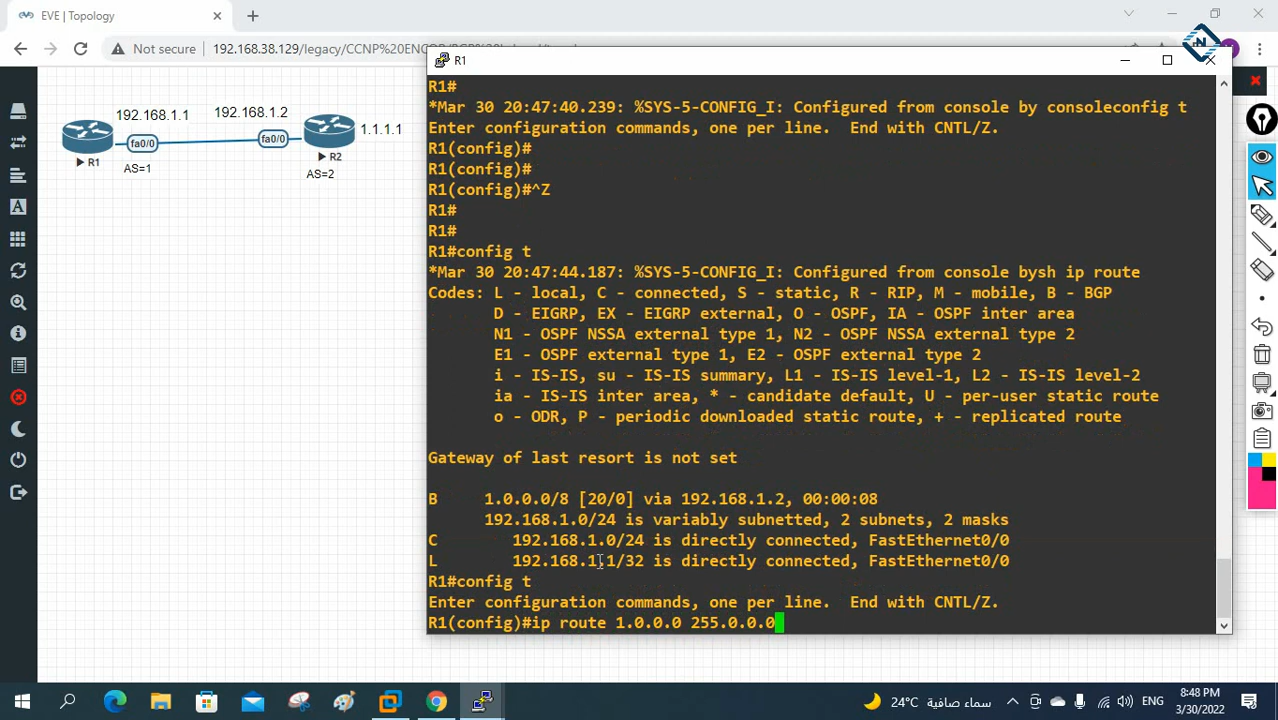 EVE | Topology
Not secure
192.168.38.129/legacy/CCNP%20ENCOR/BGP%20
R1
R1#
*Mar 30 20:47:40.239: %SYS-5-CONFIG_I: Configured from console by consoleconfig t
Enter configuration commands, one per line.  End with CNTL/Z.
R1(config)#
R1(config)#
R1(config)#^Z
R1#
R1#
R1#config t
*Mar 30 20:47:44.187: %SYS-5-CONFIG_I: Configured from console bysh ip route
Codes: L - local, C - connected, S - static, R - RIP, M - mobile, B - BGP
D - EIGRP, EX - EIGRP external, O - OSPF, IA - OSPF inter area
N1 - OSPF NSSA external type 1, N2 - OSPF NSSA external type 2
E1 - OSPF external type 1, E2 - OSPF external type 2
i - IS-IS, su - IS-IS summary, L1 - IS-IS level-1, L2 - IS-IS level-2
ia - IS-IS inter area, * - candidate default, U - per-user static route
o - ODR, P - periodic downloaded static route, + - replicated route
Gateway of last resort is not set
B 1.0.0.0/8 [20/0] via 192.168.1.2, 00:00:08
192.168.1.0/24 is variably subnetted, 2 subnets, 2 masks
C 192.168.1.0/24 is directly connected, FastEthernet0/0
L 192.168.1.1/32 is directly connected, FastEthernet0/0
R1#config t
Enter configuration commands, one per line.  End with CNTL/Z.
R1(config)#ip route 1.0.0.0 255.0.0.0
192.168.1.1
192.168.1.2
1.1.1.1
fa0/0
fa0/0
R1
R2
AS=1
AS=2
24°C سماء صافية
ENG
8:48 PM
3/30/2022